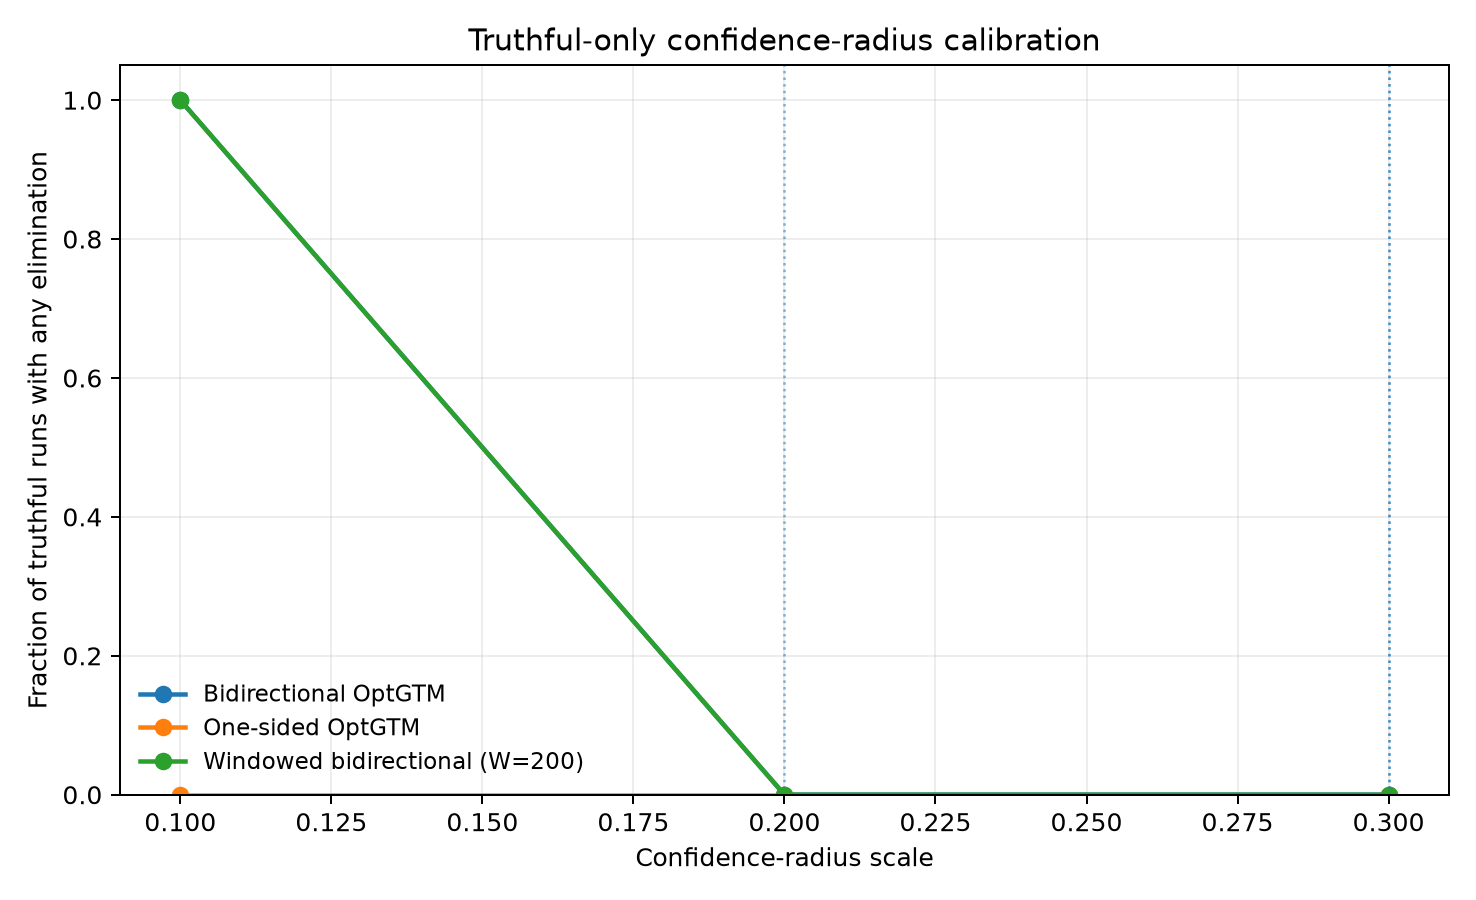 Truthful-only confidence-radius calibration
Fraction of truthful runs with any elimination
1.0
0.8
0.6
0.4
0.2
0.0
Bidirectional OptGTM
One-sided OptGTM
Windowed bidirectional (W=200)
0.100 0.125 0.150 0.175 0.200 0.225 0.250 0.275 0.300
Confidence-radius scale